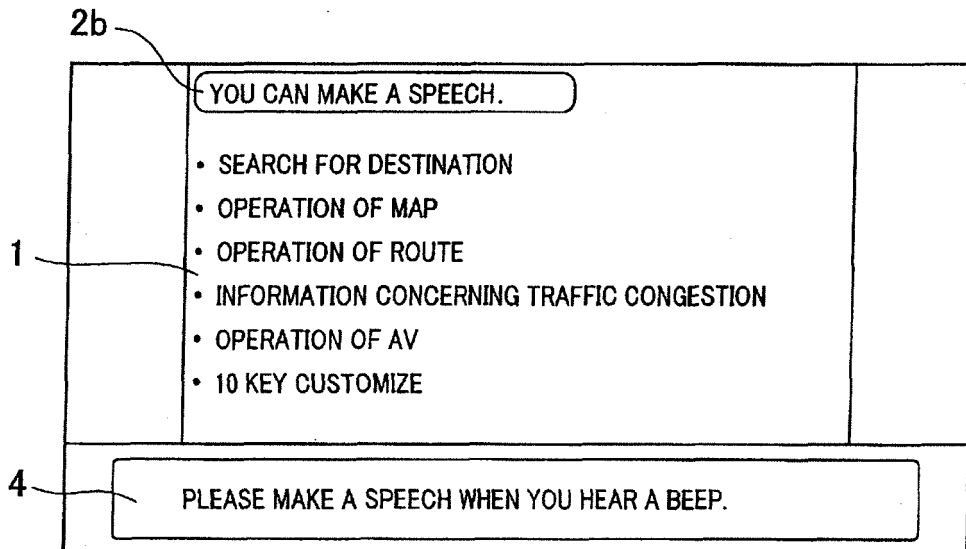 2b
YOU CAN MAKE A SPEECH.
• SEARCH FOR DESTINATION
• OPERATION OF MAP
• OPERATION OF ROUTE
1
• INFORMATION CONCERNING TRAFFIC CONGESTION
• OPERATION OF AV
• 10 KEY CUSTOMIZE
4
PLEASE MAKE A SPEECH WHEN YOU HEAR A BEEP.